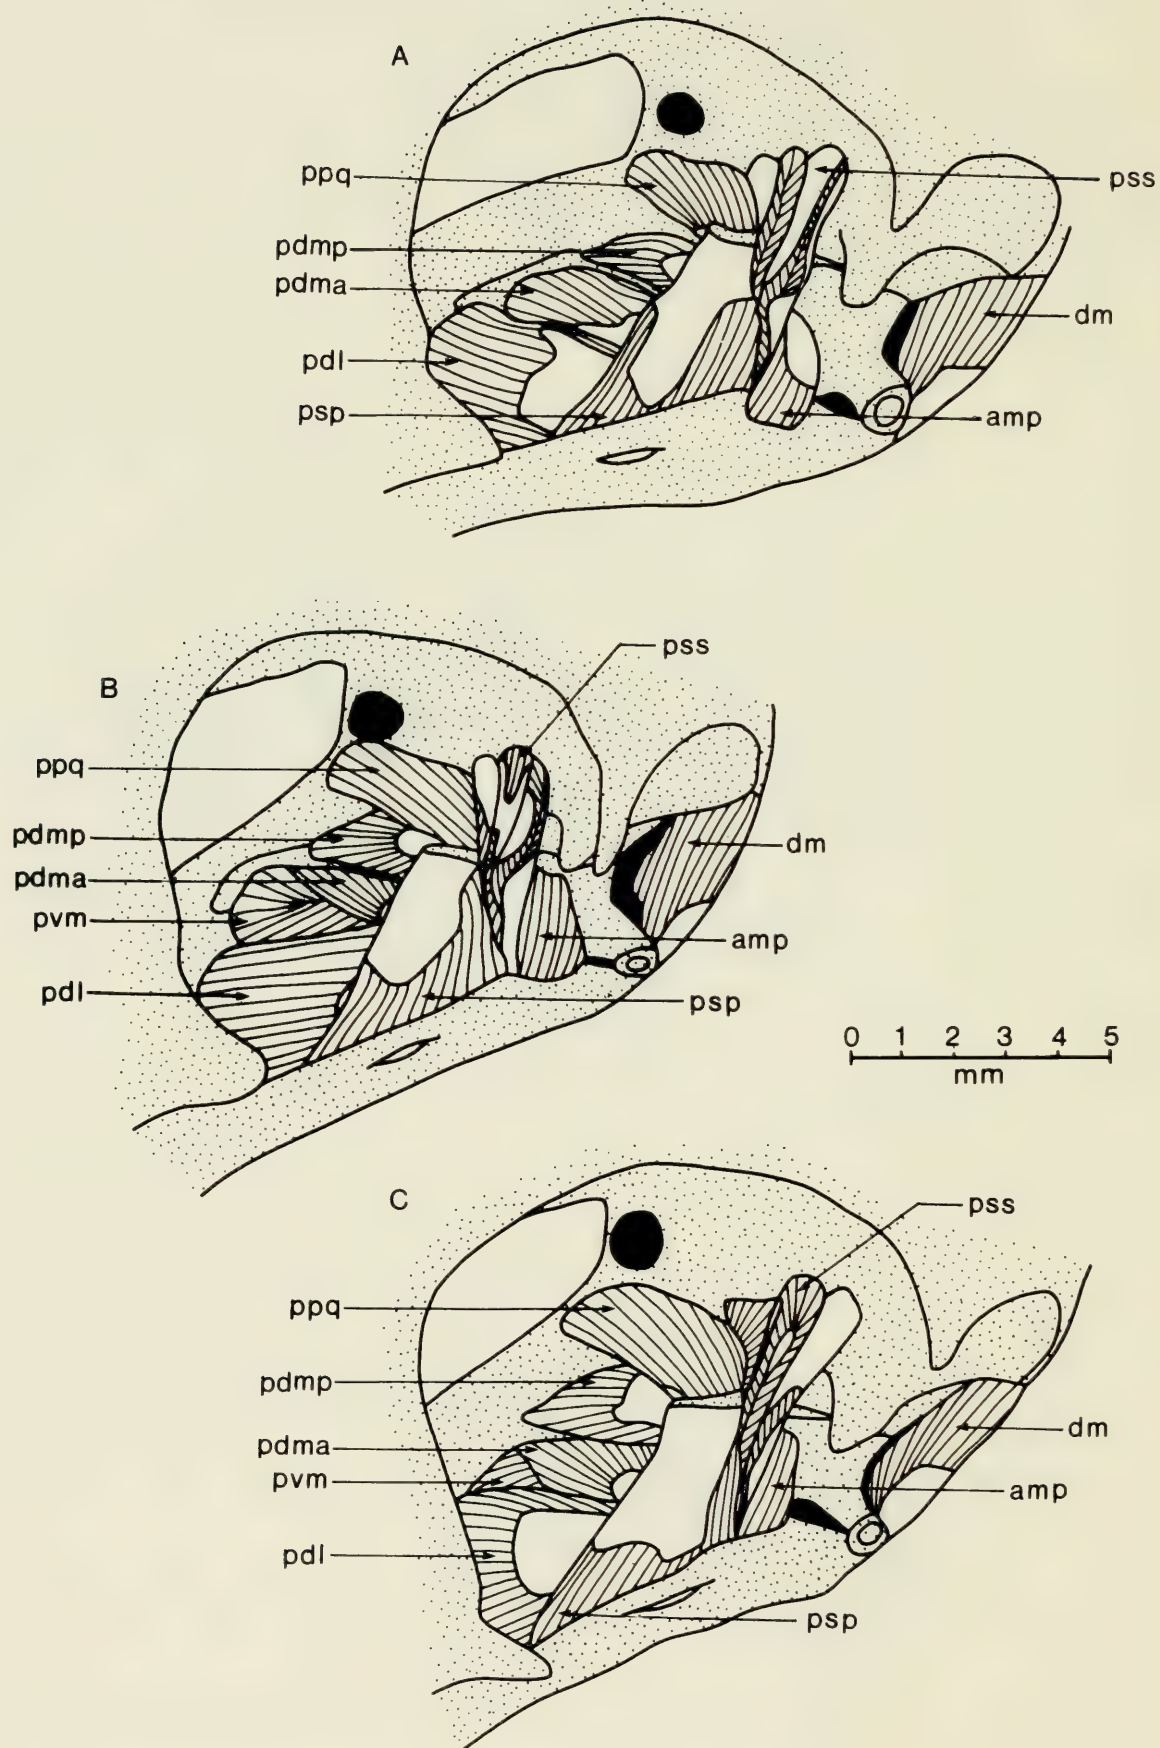 A
ppq
pss
pdmp
pdma
dm
pdl
psp
amp
B
pss
ppq
pdmp
dm
pdma
pvm
amp
pdl
psp
0 1 2 3 4 5
mm
C
pss
ppq
pdmp
dm
pdma
pvm
amp
pdl
psp